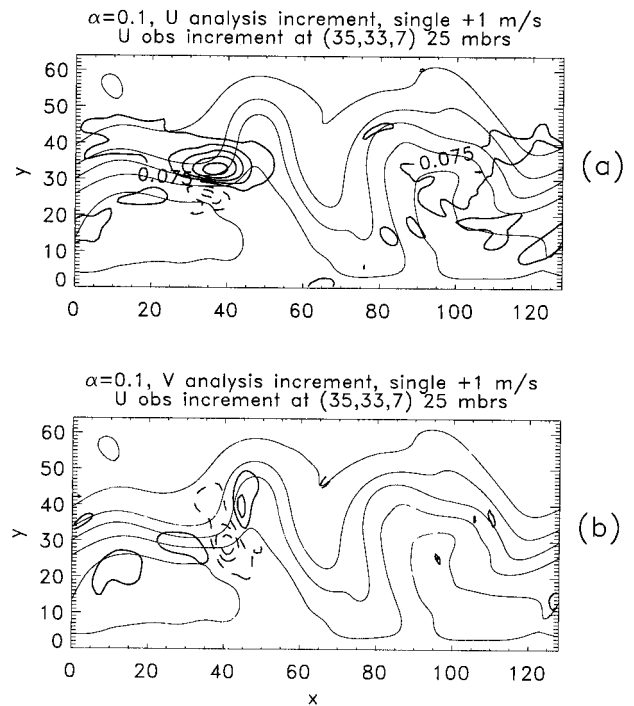 α=0.1, U analysis increment, single +1 m/s
U obs increment at (35,33,7) 25 mbrs
60
50
40
30
20
10
0
y
0.075
0.075
(a)
0 20 40 60 80 100 120
α=0.1, V analysis increment, single +1 m/s
U obs increment at (35,33,7) 25 mbrs
60
50
40
30
20
10
0
y
(b)
0 20 40 60 80 100 120
x